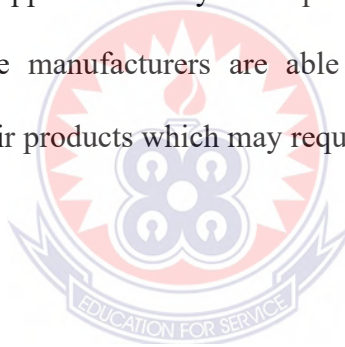 e manufacturers are able
ir products which may requ
EDUCATION FOR SERVICE